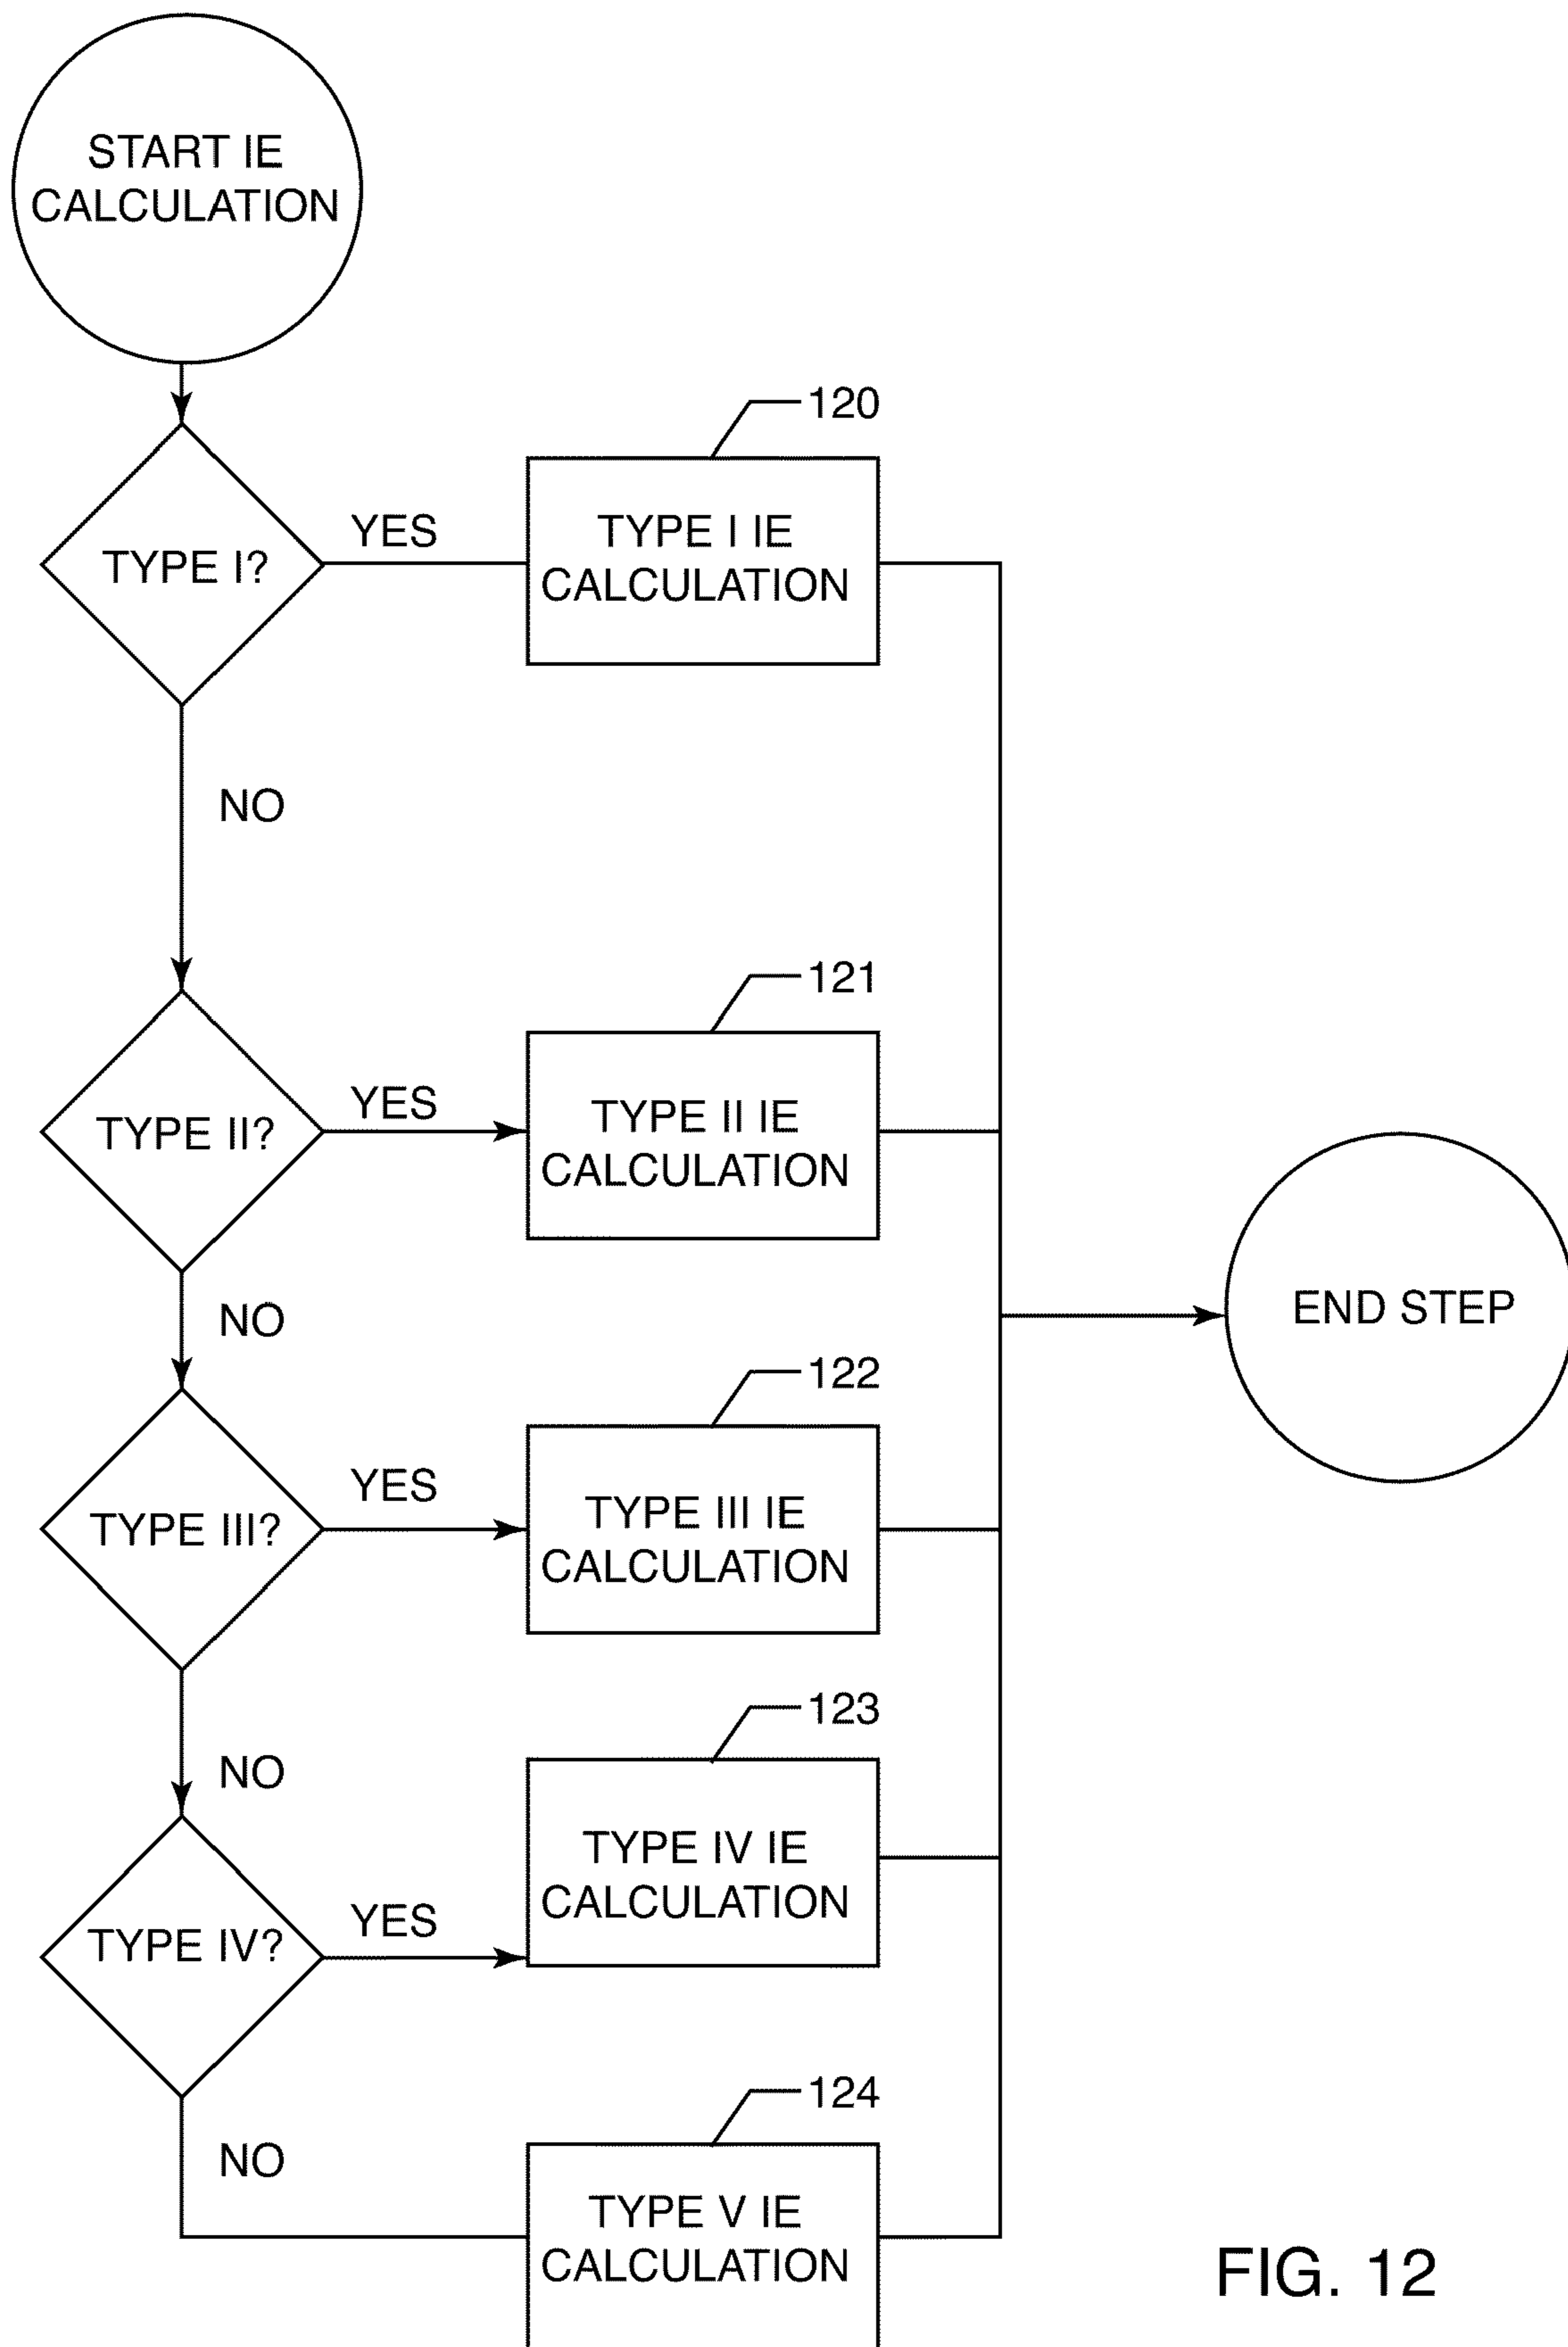 START IE
CALCULATION
120
TYPE I?
YES
TYPE I IE
CALCULATION
NO
121
TYPE II?
YES
TYPE II IE
CALCULATION
NO
END STEP
122
TYPE III?
YES
TYPE III IE
CALCULATION
NO
123
TYPE IV?
YES
TYPE IV IE
CALCULATION
NO
124
TYPE V IE
CALCULATION
FIG. 12